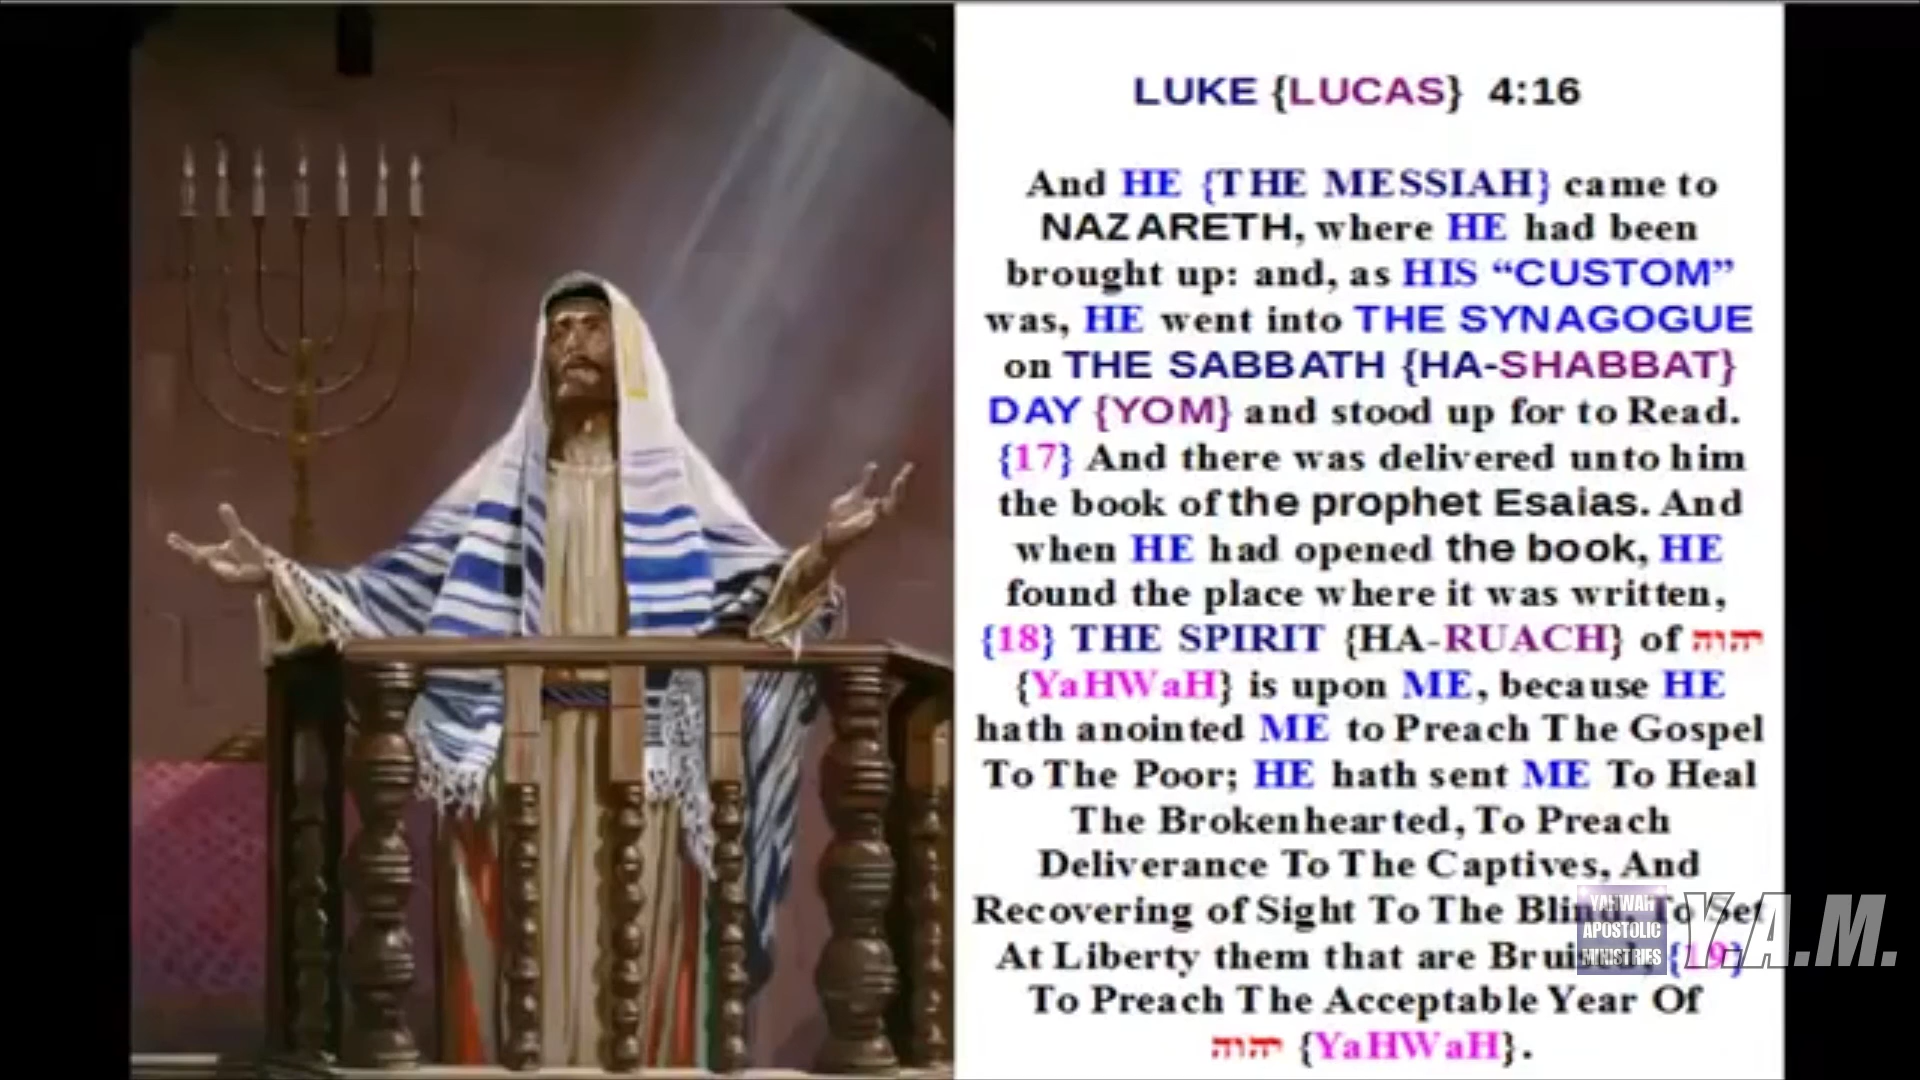 LUKE {LUCAS} 4:16
And HE {THE MESSIAH} came to
NAZARETH, where HE had been
brought up: and, as HIS “CUSTOM”
was, HE went into THE SYNAGOGUE
on THE SABBATH {HA-SHABBAT}
DAY {YOM} and stood up for to Read.
{17} And there was delivered unto him
the book of the prophet Esaias. And
when HE had opened the book, HE
found the place where it was written,
{18} THE SPIRIT {HA-RUACH} of יהוה
{YaHWaH} is upon ME, because HE
hath anointed ME to Preach The Gospel
To The Poor; HE hath sent ME To Heal
The Brokenhearted, To Preach
Deliverance To The Captives, And
Recovering of Sight To The Blind, To Set
At Liberty them that are Bruised, {19}
To Preach The Acceptable Year Of
יהוה {YaHWaH}.
YAHWAH
APOSTOLIC
MINISTRIES
Y.A.M.